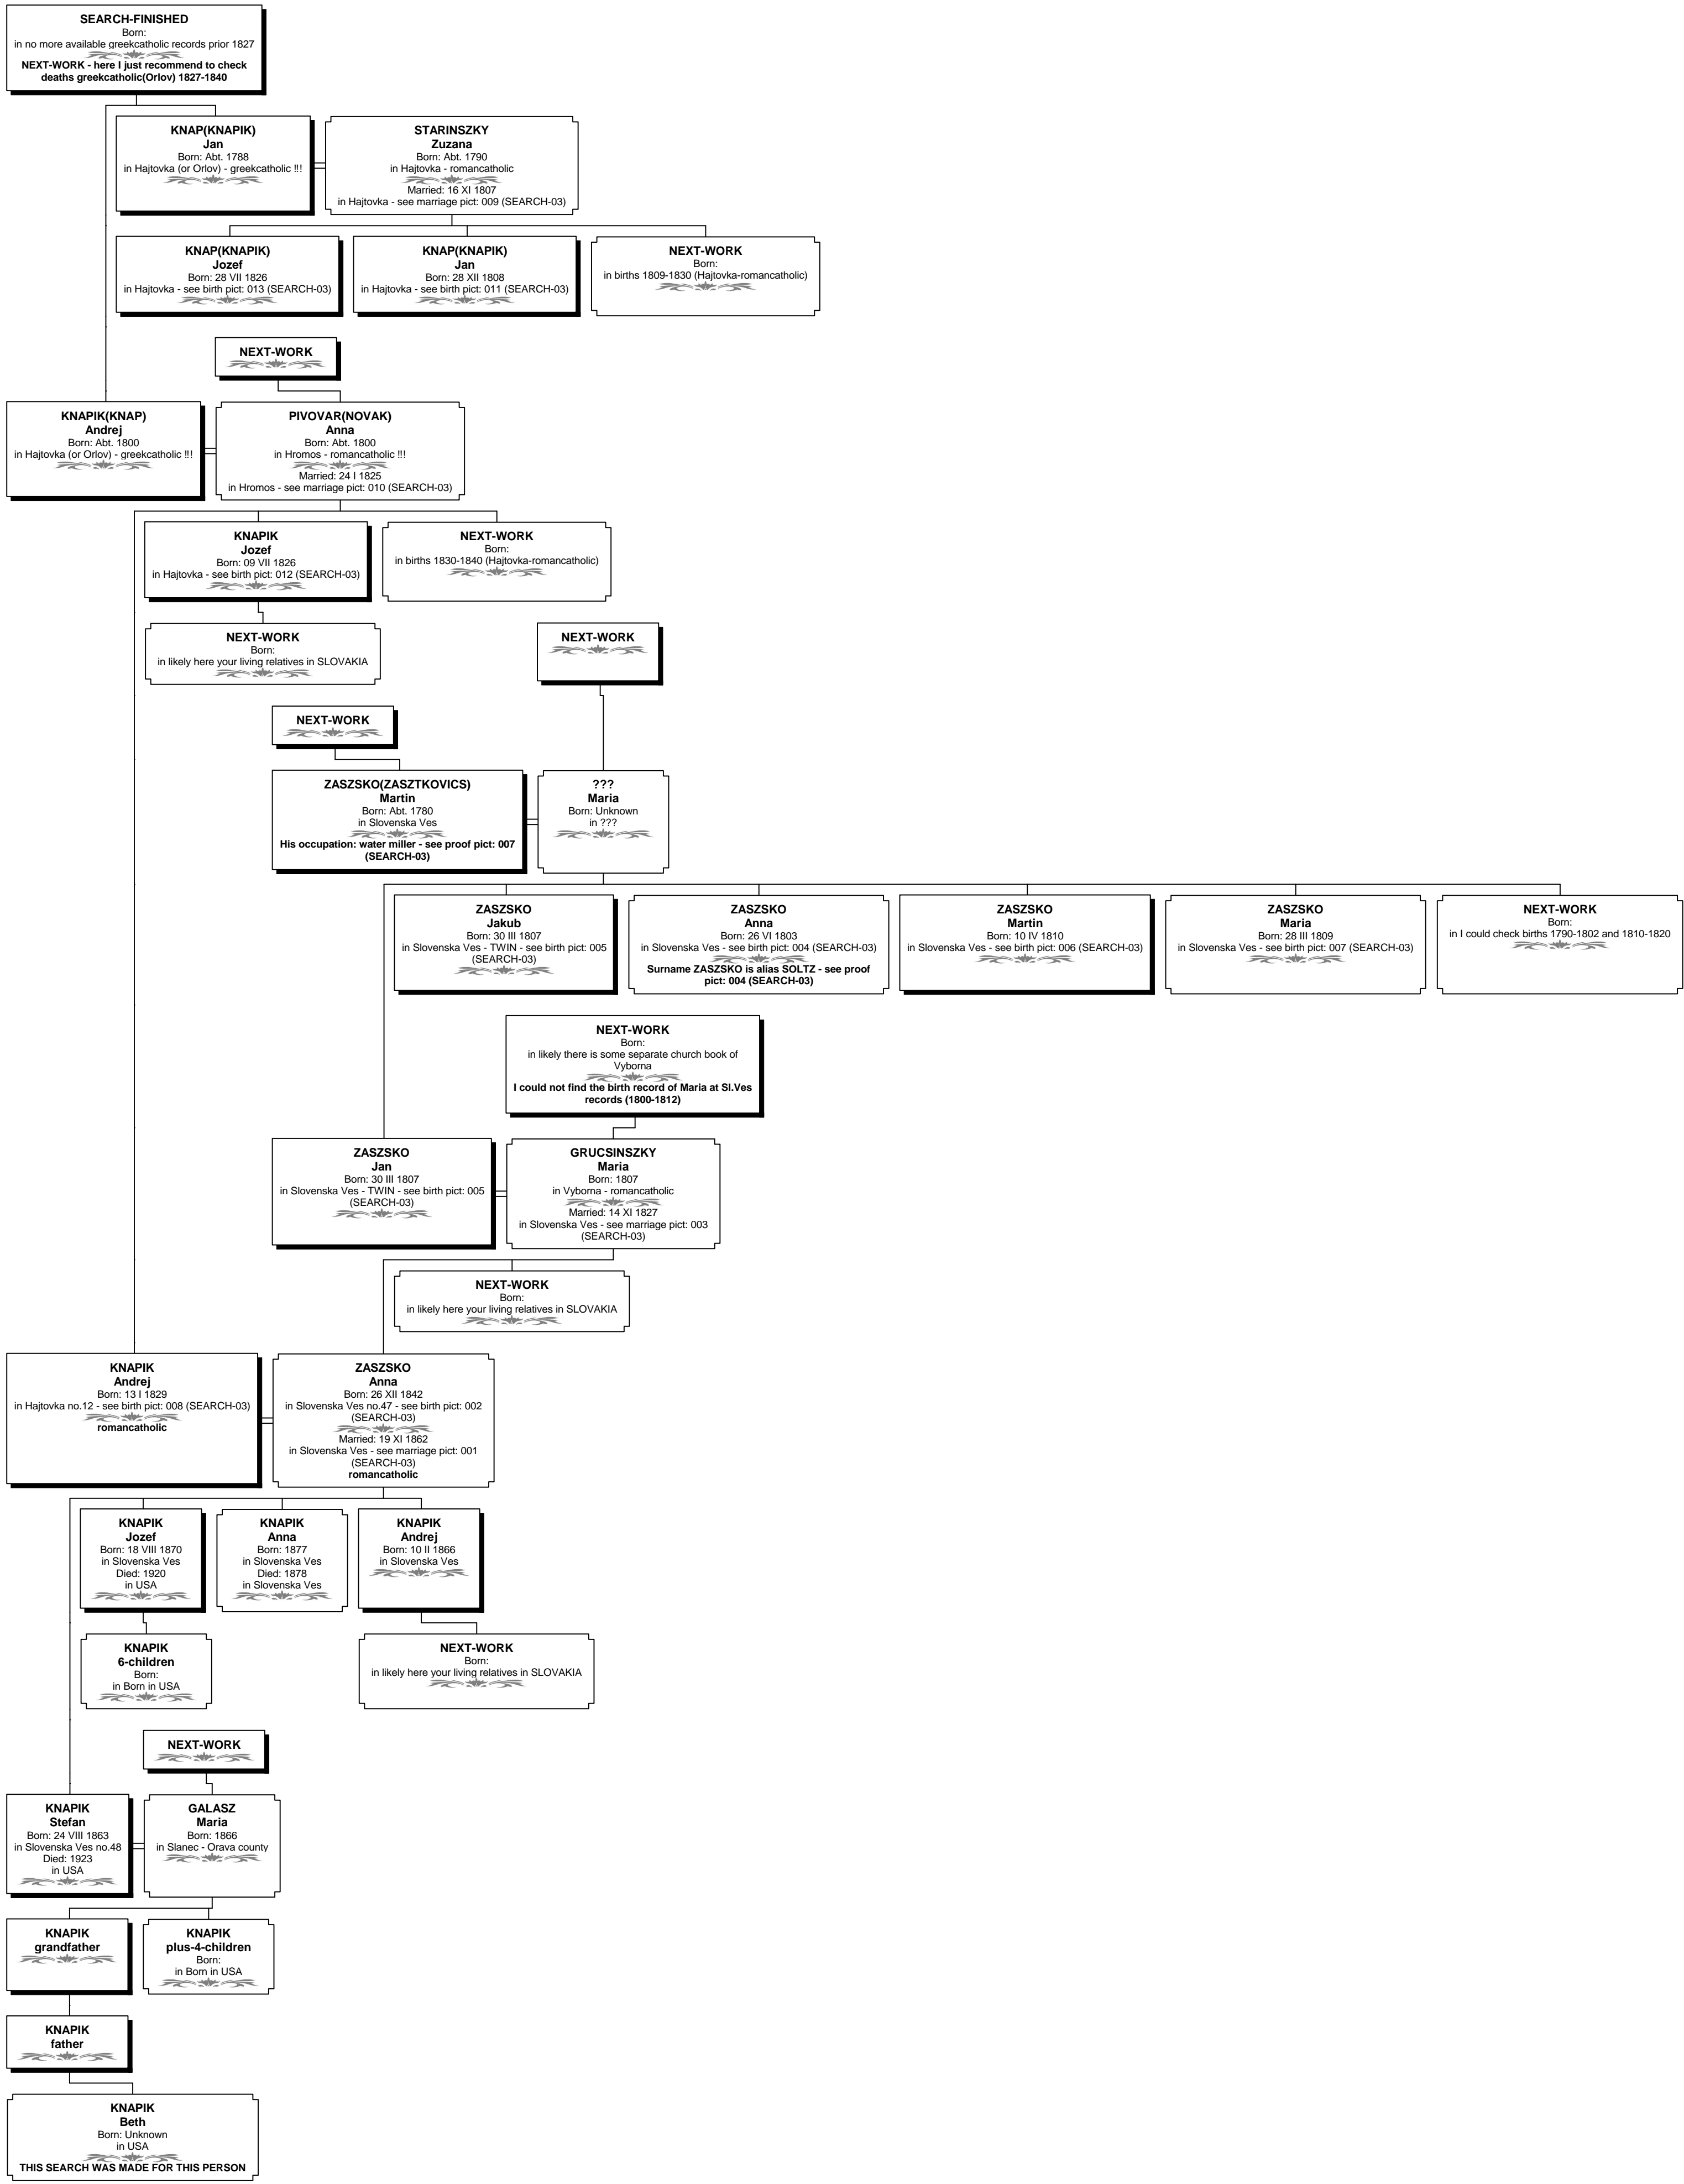 SEARCH-FINISHED
Born:
in no more available greekcatholic records prior 1827
NEXT-WORK - here I just recommend to check
deaths greekcatholic(Orlov) 1827-1840
KNAP(KNAPIK)
Jan
Born: Abt. 1788
in Hajtovka (or Orlov) - greekcatholic !!!
STARINSZKY
Zuzana
Born: Abt. 1790
in Hajtovka - romancatholic
Married: 16 XI 1807
in Hajtovka - see marriage pict: 009 (SEARCH-03)
KNAP(KNAPIK)
Jozef
Born: 28 VII 1826
in Hajtovka - see birth pict: 013 (SEARCH-03)
KNAP(KNAPIK)
Jan
Born: 28 XII 1808
in Hajtovka - see birth pict: 011 (SEARCH-03)
NEXT-WORK
Born:
in births 1809-1830 (Hajtovka-romancatholic)
NEXT-WORK
KNAPIK(KNAP)
Andrej
Born: Abt. 1800
in Hajtovka (or Orlov) - greekcatholic !!!
PIVOVAR(NOVAK)
Anna
Born: Abt. 1800
in Hromos - romancatholic !!!
Married: 24 I 1825
in Hromos - see marriage pict: 010 (SEARCH-03)
KNAPIK
Jozef
Born: 09 VII 1826
in Hajtovka - see birth pict: 012 (SEARCH-03)
NEXT-WORK
Born:
in births 1830-1840 (Hajtovka-romancatholic)
NEXT-WORK
Born:
in likely here your living relatives in SLOVAKIA
NEXT-WORK
NEXT-WORK
ZASZSKO(ZASZTKOVICS)
Martin
Born: Abt. 1780
in Slovenska Ves
His occupation: water miller - see proof pict: 007
(SEARCH-03)
???
Maria
Born: Unknown
in ???
ZASZSKO
Jakub
Born: 30 III 1807
in Slovenska Ves - TWIN - see birth pict: 005
(SEARCH-03)
ZASZSKO
Anna
Born: 26 VI 1803
in Slovenska Ves - see birth pict: 004 (SEARCH-03)
Surname ZASZSKO is alias SOLTZ - see proof
pict: 004 (SEARCH-03)
ZASZSKO
Martin
Born: 10 IV 1810
in Slovenska Ves - see birth pict: 006 (SEARCH-03)
ZASZSKO
Maria
Born: 28 III 1809
in Slovenska Ves - see birth pict: 007 (SEARCH-03)
NEXT-WORK
Born:
in I could check births 1790-1802 and 1810-1820
NEXT-WORK
Born:
in likely there is some separate church book of
Vyborna
I could not find the birth record of Maria at Sl.Ves
records (1800-1812)
ZASZSKO
Jan
Born: 30 III 1807
in Slovenska Ves - TWIN - see birth pict: 005
(SEARCH-03)
GRUCSINSZKY
Maria
Born: 1807
in Vyborna - romancatholic
Married: 14 XI 1827
in Slovenska Ves - see marriage pict: 003
(SEARCH-03)
NEXT-WORK
Born:
in likely here your living relatives in SLOVAKIA
KNAPIK
Andrej
Born: 13 I 1829
in Hajtovka no.12 - see birth pict: 008 (SEARCH-03)
romancatholic
ZASZSKO
Anna
Born: 26 XII 1842
in Slovenska Ves no.47 - see birth pict: 002
(SEARCH-03)
Married: 19 XI 1862
in Slovenska Ves - see marriage pict: 001
(SEARCH-03)
romancatholic
KNAPIK
Jozef
Born: 18 VIII 1870
in Slovenska Ves
Died: 1920
in USA
KNAPIK
Anna
Born: 1877
in Slovenska Ves
Died: 1878
in Slovenska Ves
KNAPIK
Andrej
Born: 10 II 1866
in Slovenska Ves
KNAPIK
6-children
Born:
in Born in USA
NEXT-WORK
Born:
in likely here your living relatives in SLOVAKIA
NEXT-WORK
KNAPIK
Stefan
Born: 24 VIII 1863
in Slovenska Ves no.48
Died: 1923
in USA
GALASZ
Maria
Born: 1866
in Slanec - Orava county
KNAPIK
grandfather
KNAPIK
plus-4-children
Born:
in Born in USA
KNAPIK
father
KNAPIK
Beth
Born: Unknown
in USA
THIS SEARCH WAS MADE FOR THIS PERSON